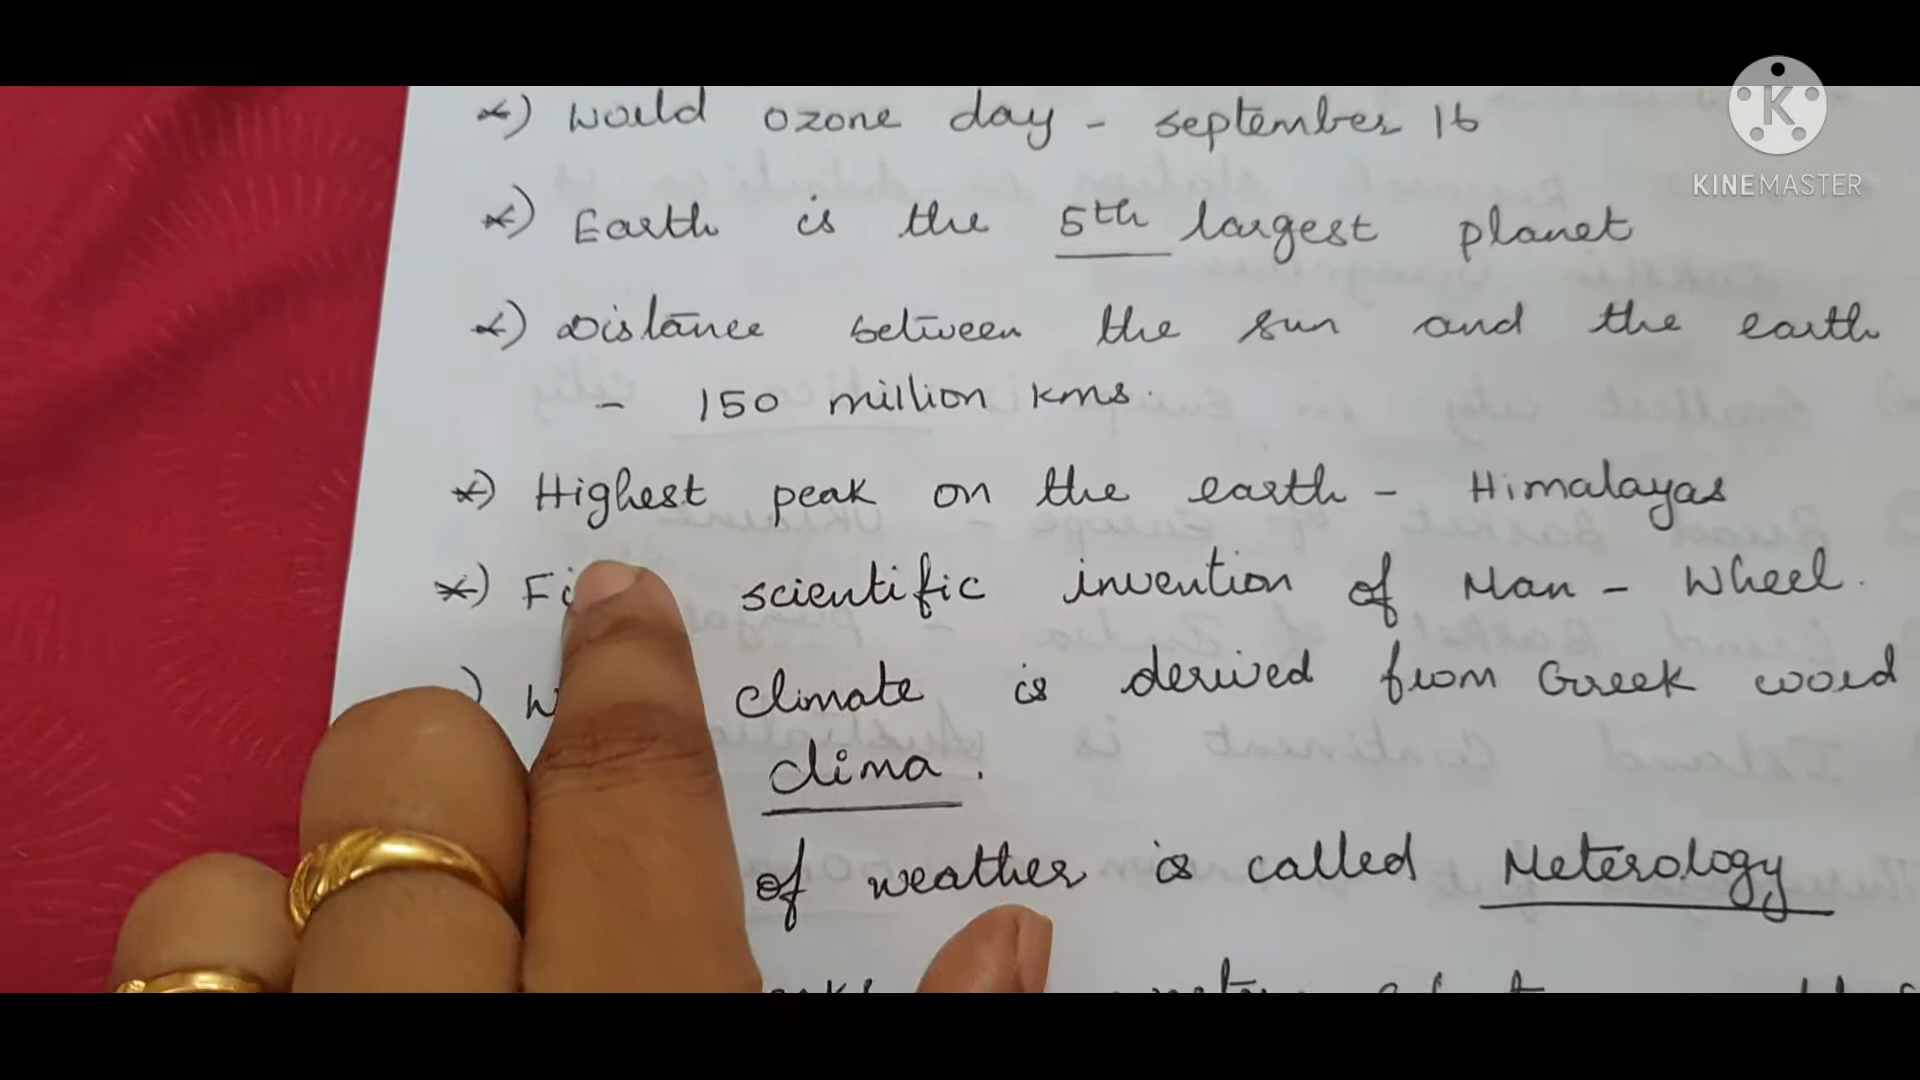 *) World ozone day - september 16
K
KINEMASTER
*) Earth is the 5th largest planet
*) Distance between the sun and the earth
- 150 million kms.
*) Highest peak on the earth - Himalayas
*) scientific invention of Man - Wheel.
) climate is derived from Greek word
clima.
of weather is called Meterology